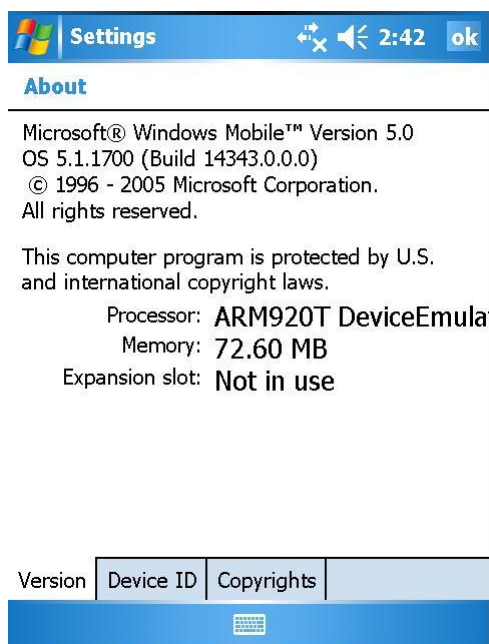 Settings 2:42 ok
About
Microsoft® Windows Mobile™ Version 5.0
OS 5.1.1700 (Build 14343.0.0.0)
© 1996 - 2005 Microsoft Corporation.
All rights reserved.
This computer program is protected by U.S.
and international copyright laws.
Processor: ARM920T DeviceEmula
Memory: 72.60 MB
Expansion slot: Not in use
Version Device ID Copyrights